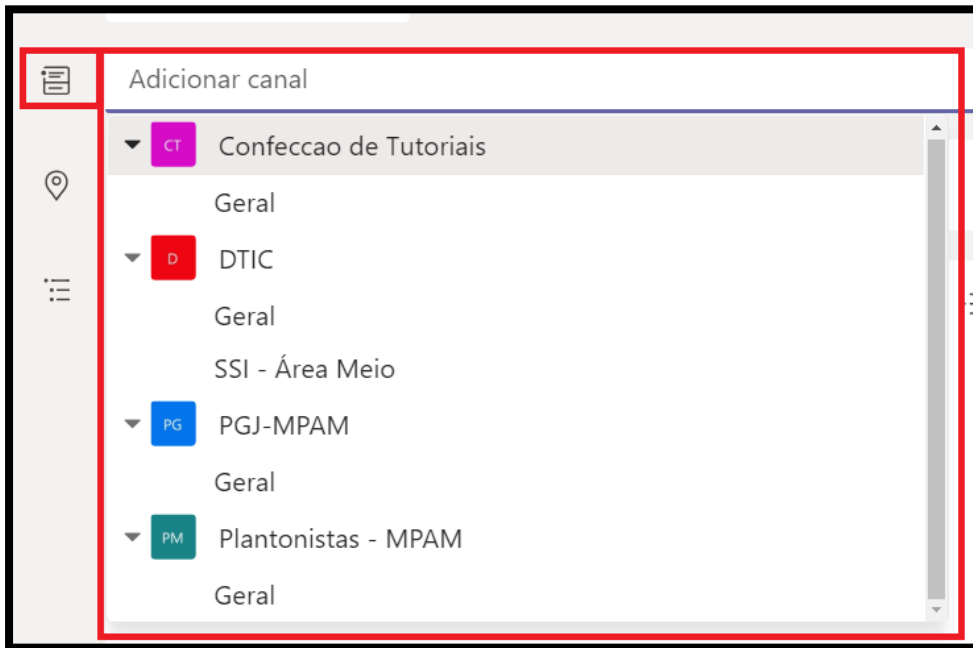 Adicionar canal
CT Confeccao de Tutoriais
Geral
D DTIC
Geral
SSI - Área Meio
PG PGJ-MPAM
Geral
PM Plantonistas - MPAM
Geral